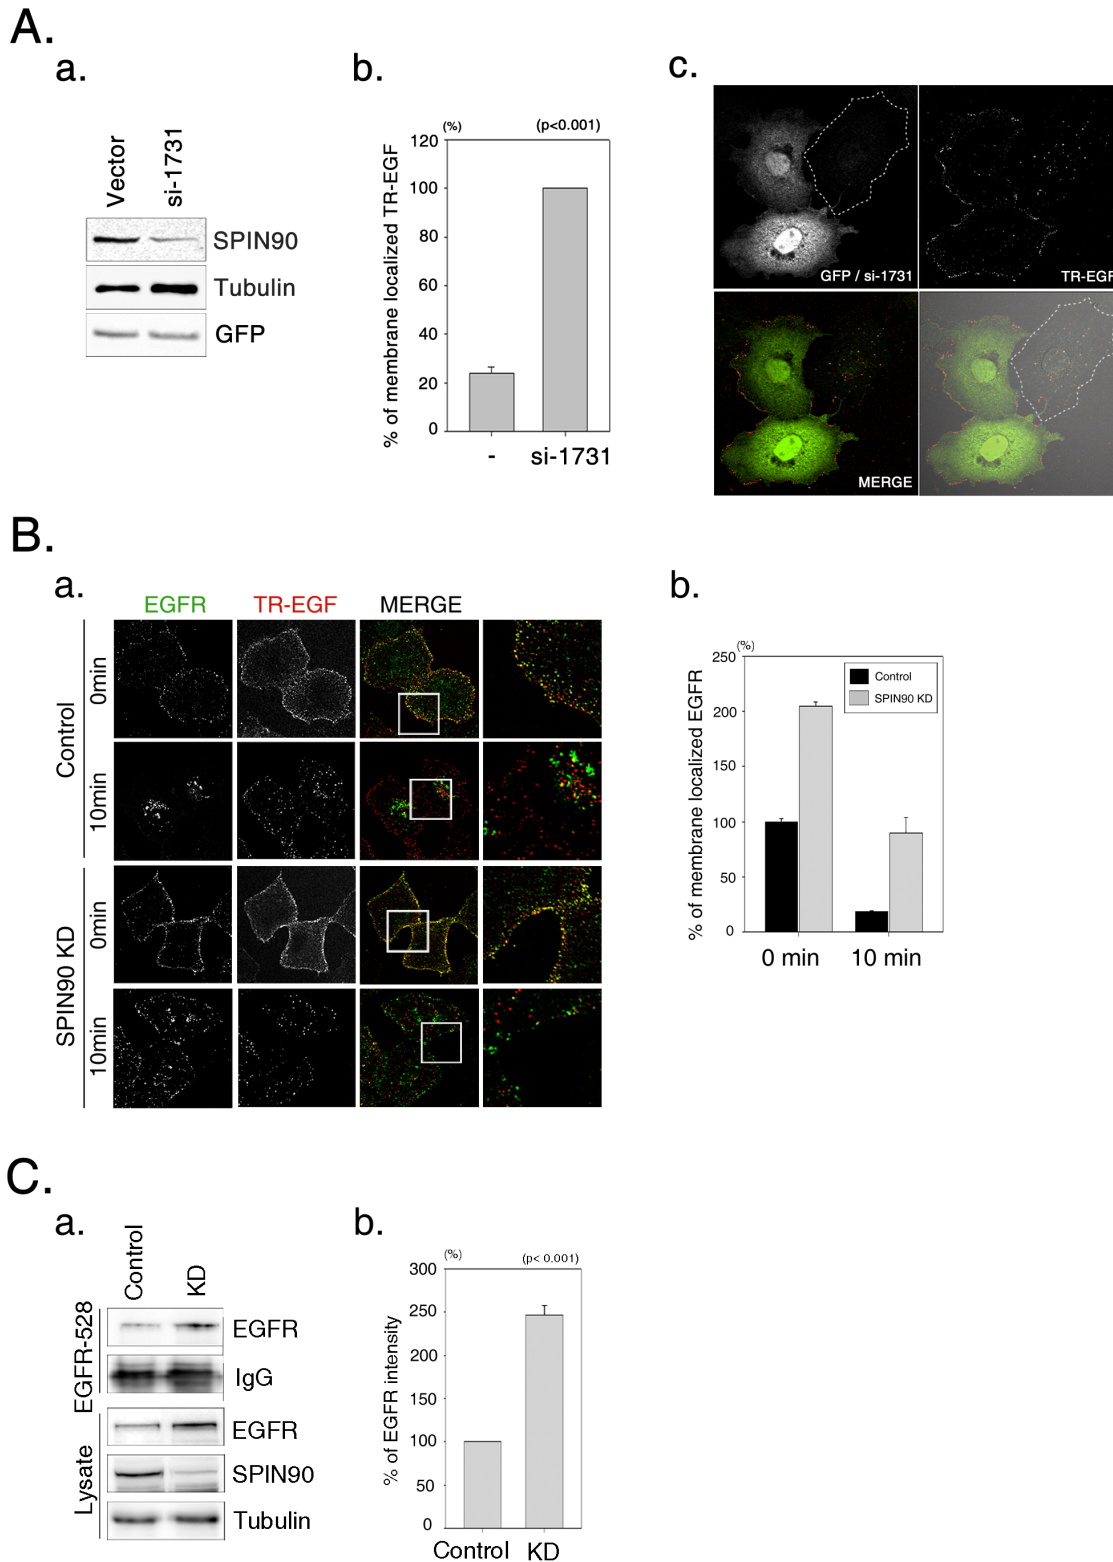 A.
a.
Vector
si-1731
SPIN90
Tubulin
GFP
b.
(%)
(p<0.001)
120
100
80
60
40
20
0
% of membrane localized TR-EGF
-
si-1731
c.
GFP / si-1731
TR-EGF
MERGE
B.
a.
EGFR
TR-EGF
MERGE
Control
0min
10min
SPIN90 KD
0min
10min
b.
(%)
250
200
150
100
50
0
% of membrane localized EGFR
Control
SPIN90 KD
0 min
10 min
C.
a.
Control
KD
EGFR-528
EGFR
IgG
Lysate
EGFR
SPIN90
Tubulin
b.
(%)
(p< 0.001)
300
250
200
150
100
50
0
% of EGFR intensity
Control
KD